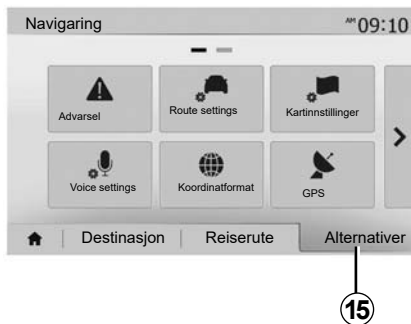 Navigaring
AM 09:10
Advarsel
Route settings
Kartinnstillinger
Voice settings
Koordinatformat
GPS
Destinasjon
Reiserute
Alternativer
15